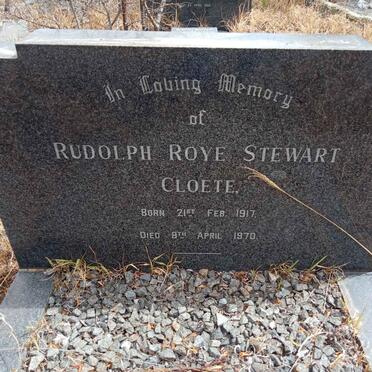 In Loving Memory
of
RUDOLPH ROYE STEWART
CLOETE.
BORN 21ST FEB. 1917.
DIED 8TH APRIL 1970.